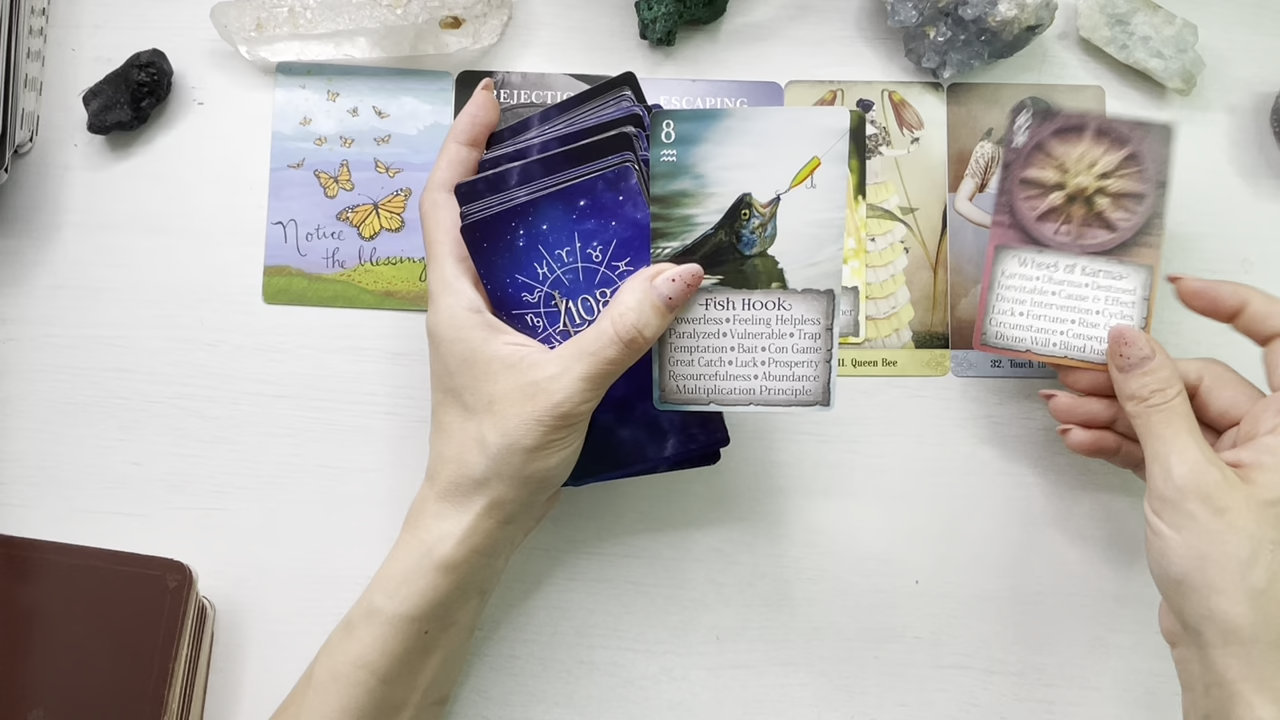 Notice
the blessing
REJECTIO
ESCAPING
8
108
-Fish Hook-
Powerless • Feeling Helpless
Paralyzed • Vulnerable • Trap
Temptation • Bait • Con Game
Great Catch • Luck • Prosperity
Resourcefulness • Abundance
Multiplication Principle
her
11. Queen Bee
32. Touch
Wheel of Karma
Karma • Dharma • Destined
Inevitable • Cause & Effect
Divine Intervention • Cycles
Luck • Fortune • Rise &
Circumstance • Consequ
Divine Will • Blind Jus